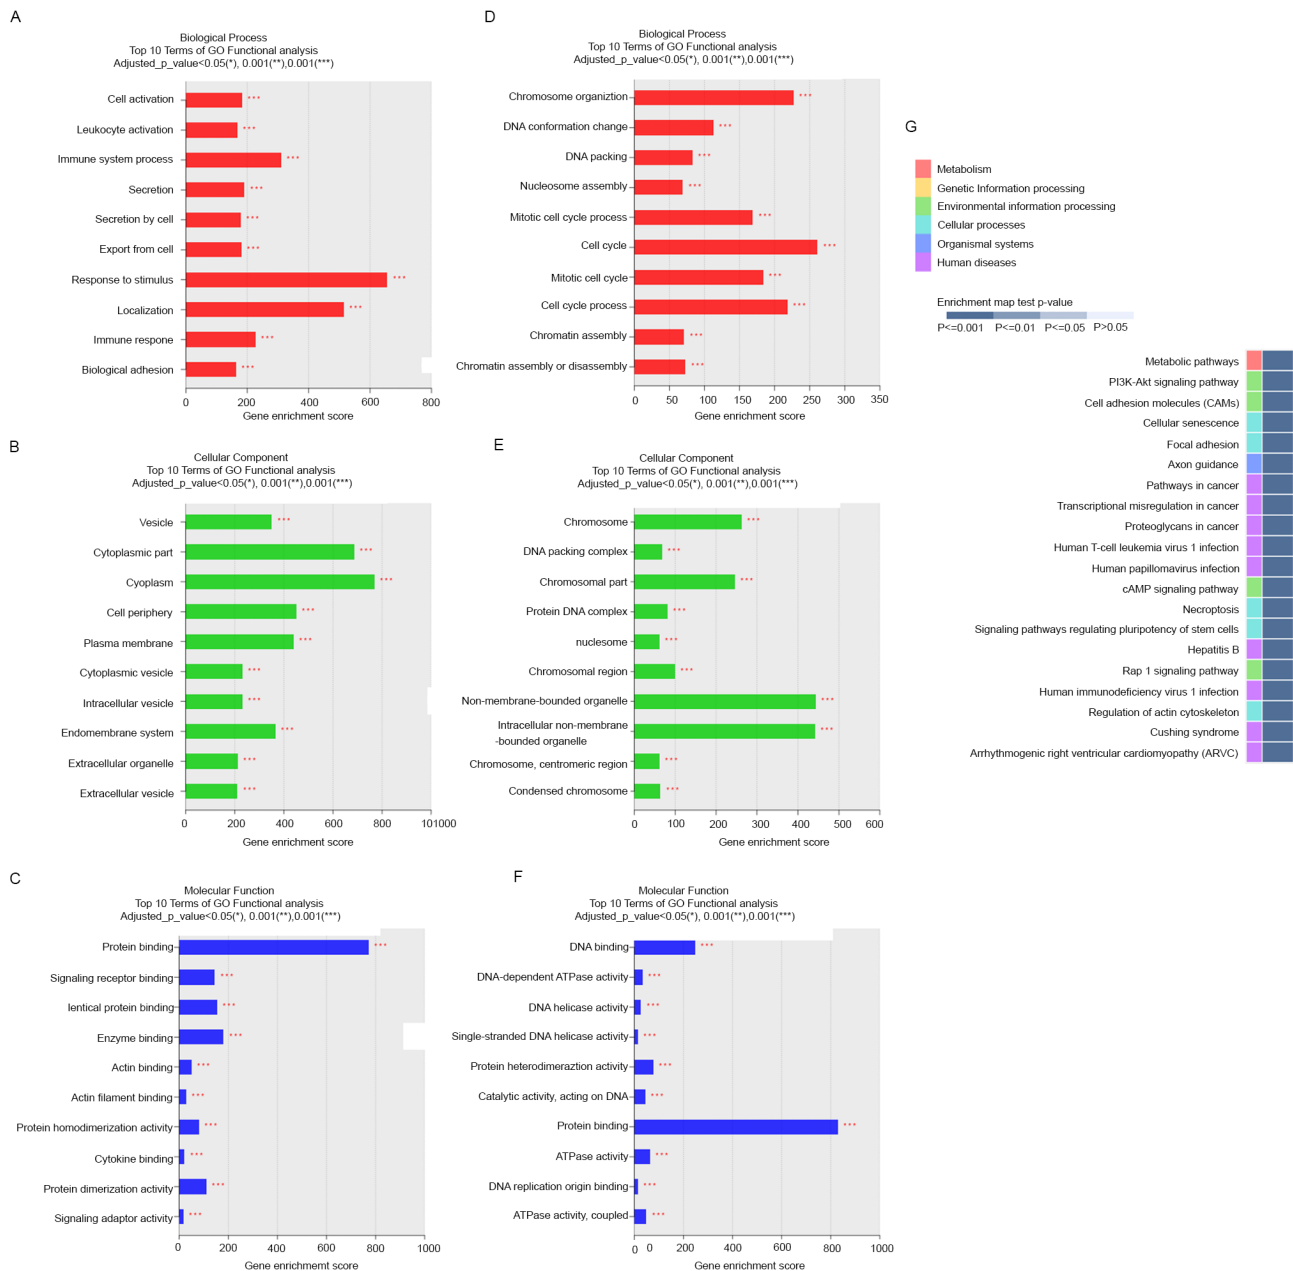 A
Biological Process
Top 10 Terms of GO Functional analysis
Adjusted_p_value<0.05(*), 0.001(**),0.001(***)
Cell activation
***
Leukocyte activation
***
Immune system process
***
Secretion
***
Secretion by cell
***
Export from cell
***
Response to stimulus
***
Localization
***
Immune respone
***
Biological adhesion
***
0 200 400 600 800
Gene enrichment score
B
Cellular Component
Top 10 Terms of GO Functional analysis
Adjusted_p_value<0.05(*), 0.001(**),0.001(***)
Vesicle
***
Cytoplasmic part
***
Cyoplasm
***
Cell periphery
***
Plasma membrane
***
Cytoplasmic vesicle
***
Intracellular vesicle
***
Endomembrane system
***
Extracellular organelle
***
Extracellular vesicle
***
0 200 400 600 800 101000
Gene enrichment score
C
Molecular Function
Top 10 Terms of GO Functional analysis
Adjusted_p_value<0.05(*), 0.001(**),0.001(***)
Protein binding
***
Signaling receptor binding
***
lentical protein binding
***
Enzyme binding
***
Actin binding
***
Actin filament binding
***
Protein homodimerization activity
***
Cytokine binding
***
Protein dimerization activity
***
Signaling adaptor activity
***
0 200 400 600 800 1000
Gene enrichment score
D
Biological Process
Top 10 Terms of GO Functional analysis
Adjusted_p_value<0.05(*), 0.001(**),0.001(***)
Chromosome organiztion
***
DNA conformation change
***
DNA packing
***
Nucleosome assembly
***
Mitotic cell cycle process
***
Cell cycle
***
Mitotic cell cycle
***
Cell cycle process
***
Chromatin assembly
***
Chromatin assembly or disassembly
***
0 50 100 150 200 250 300 350
Gene enrichment score
E
Cellular Component
Top 10 Terms of GO Functional analysis
Adjusted_p_value<0.05(*), 0.001(**),0.001(***)
Chromosome
***
DNA packing complex
***
Chromosomal part
***
Protein DNA complex
***
nuclesome
***
Chromosomal region
***
Non-membrane-bounded organelle
***
Intracellular non-membrane
-bounded organelle
***
Chromosome, centromeric region
***
Condensed chromosome
***
0 100 200 300 400 500 600
Gene enrichment score
F
Molecular Function
Top 10 Terms of GO Functional analysis
Adjusted_p_value<0.05(*), 0.001(**),0.001(***)
DNA binding
***
DNA-dependent ATPase activity
***
DNA helicase activity
***
Single-stranded DNA helicase activity
***
Protein heterodimeraztion activity
***
Catalytic activity, acting on DNA
***
Protein binding
***
ATPase activity
***
DNA replication origin binding
***
ATPase activity, coupled
***
0 0 200 400 600 800 1000
Gene enrichment score
G
Metabolism
Genetic Information processing
Environmental information processing
Cellular processes
Organismal systems
Human diseases
Enrichment map test p-value
P<=0.001 P<=0.01 P<=0.05 P>0.05
Metabolic pathways
PI3K-Akt signaling pathway
Cell adhesion molecules (CAMs)
Cellular senescence
Focal adhesion
Axon guidance
Pathways in cancer
Transcriptional misregulation in cancer
Proteoglycans in cancer
Human T-cell leukemia virus 1 infection
Human papillomavirus infection
cAMP signaling pathway
Necroptosis
Signaling pathways regulating pluripotency of stem cells
Hepatitis B
Rap 1 signaling pathway
Human immunodeficiency virus 1 infection
Regulation of actin cytoskeleton
Cushing syndrome
Arrhythmogenic right ventricular cardiomyopathy (ARVC)